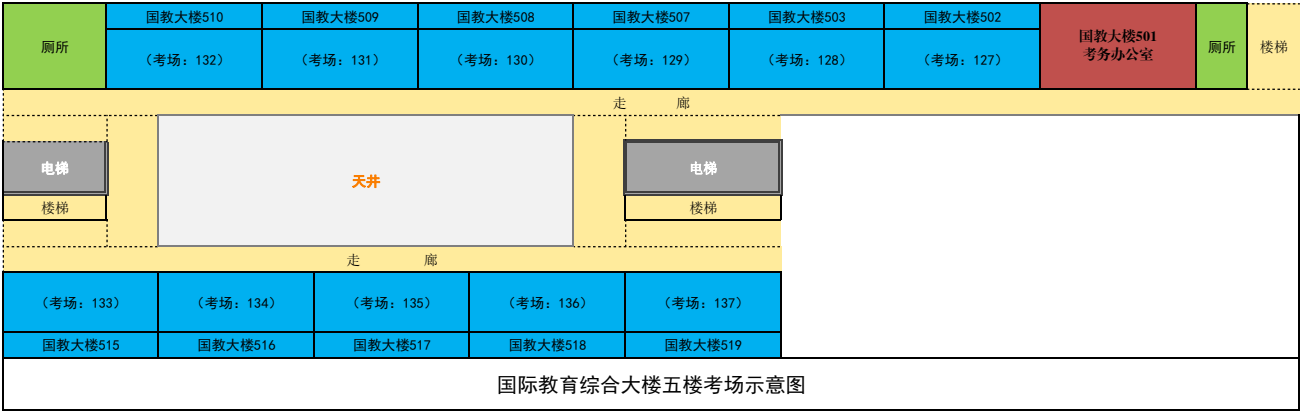 厕所
国教大楼510
国教大楼509
国教大楼508
国教大楼507
国教大楼503
国教大楼502
国教大楼501
考务办公室
厕所
楼梯
（考场：132）
（考场：131）
（考场：130）
（考场：129）
（考场：128）
（考场：127）
走 廊
电梯
天井
电梯
楼梯
楼梯
走 廊
（考场：133）
（考场：134）
（考场：135）
（考场：136）
（考场：137）
国教大楼515
国教大楼516
国教大楼517
国教大楼518
国教大楼519
国际教育综合大楼五楼考场示意图